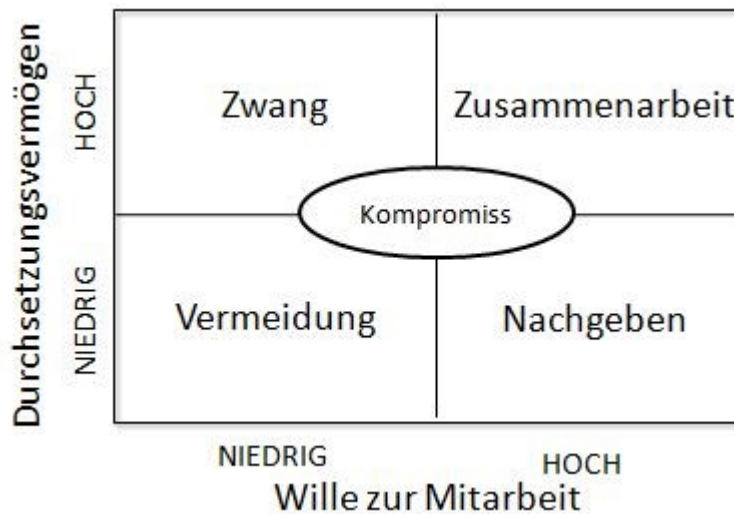 Durchsetzungsvermögen
HOCH
NIEDRIG
Zwang
Zusammenarbeit
Kompromiss
Vermeidung
Nachgeben
NIEDRIG
HOCH
Wille zur Mitarbeit